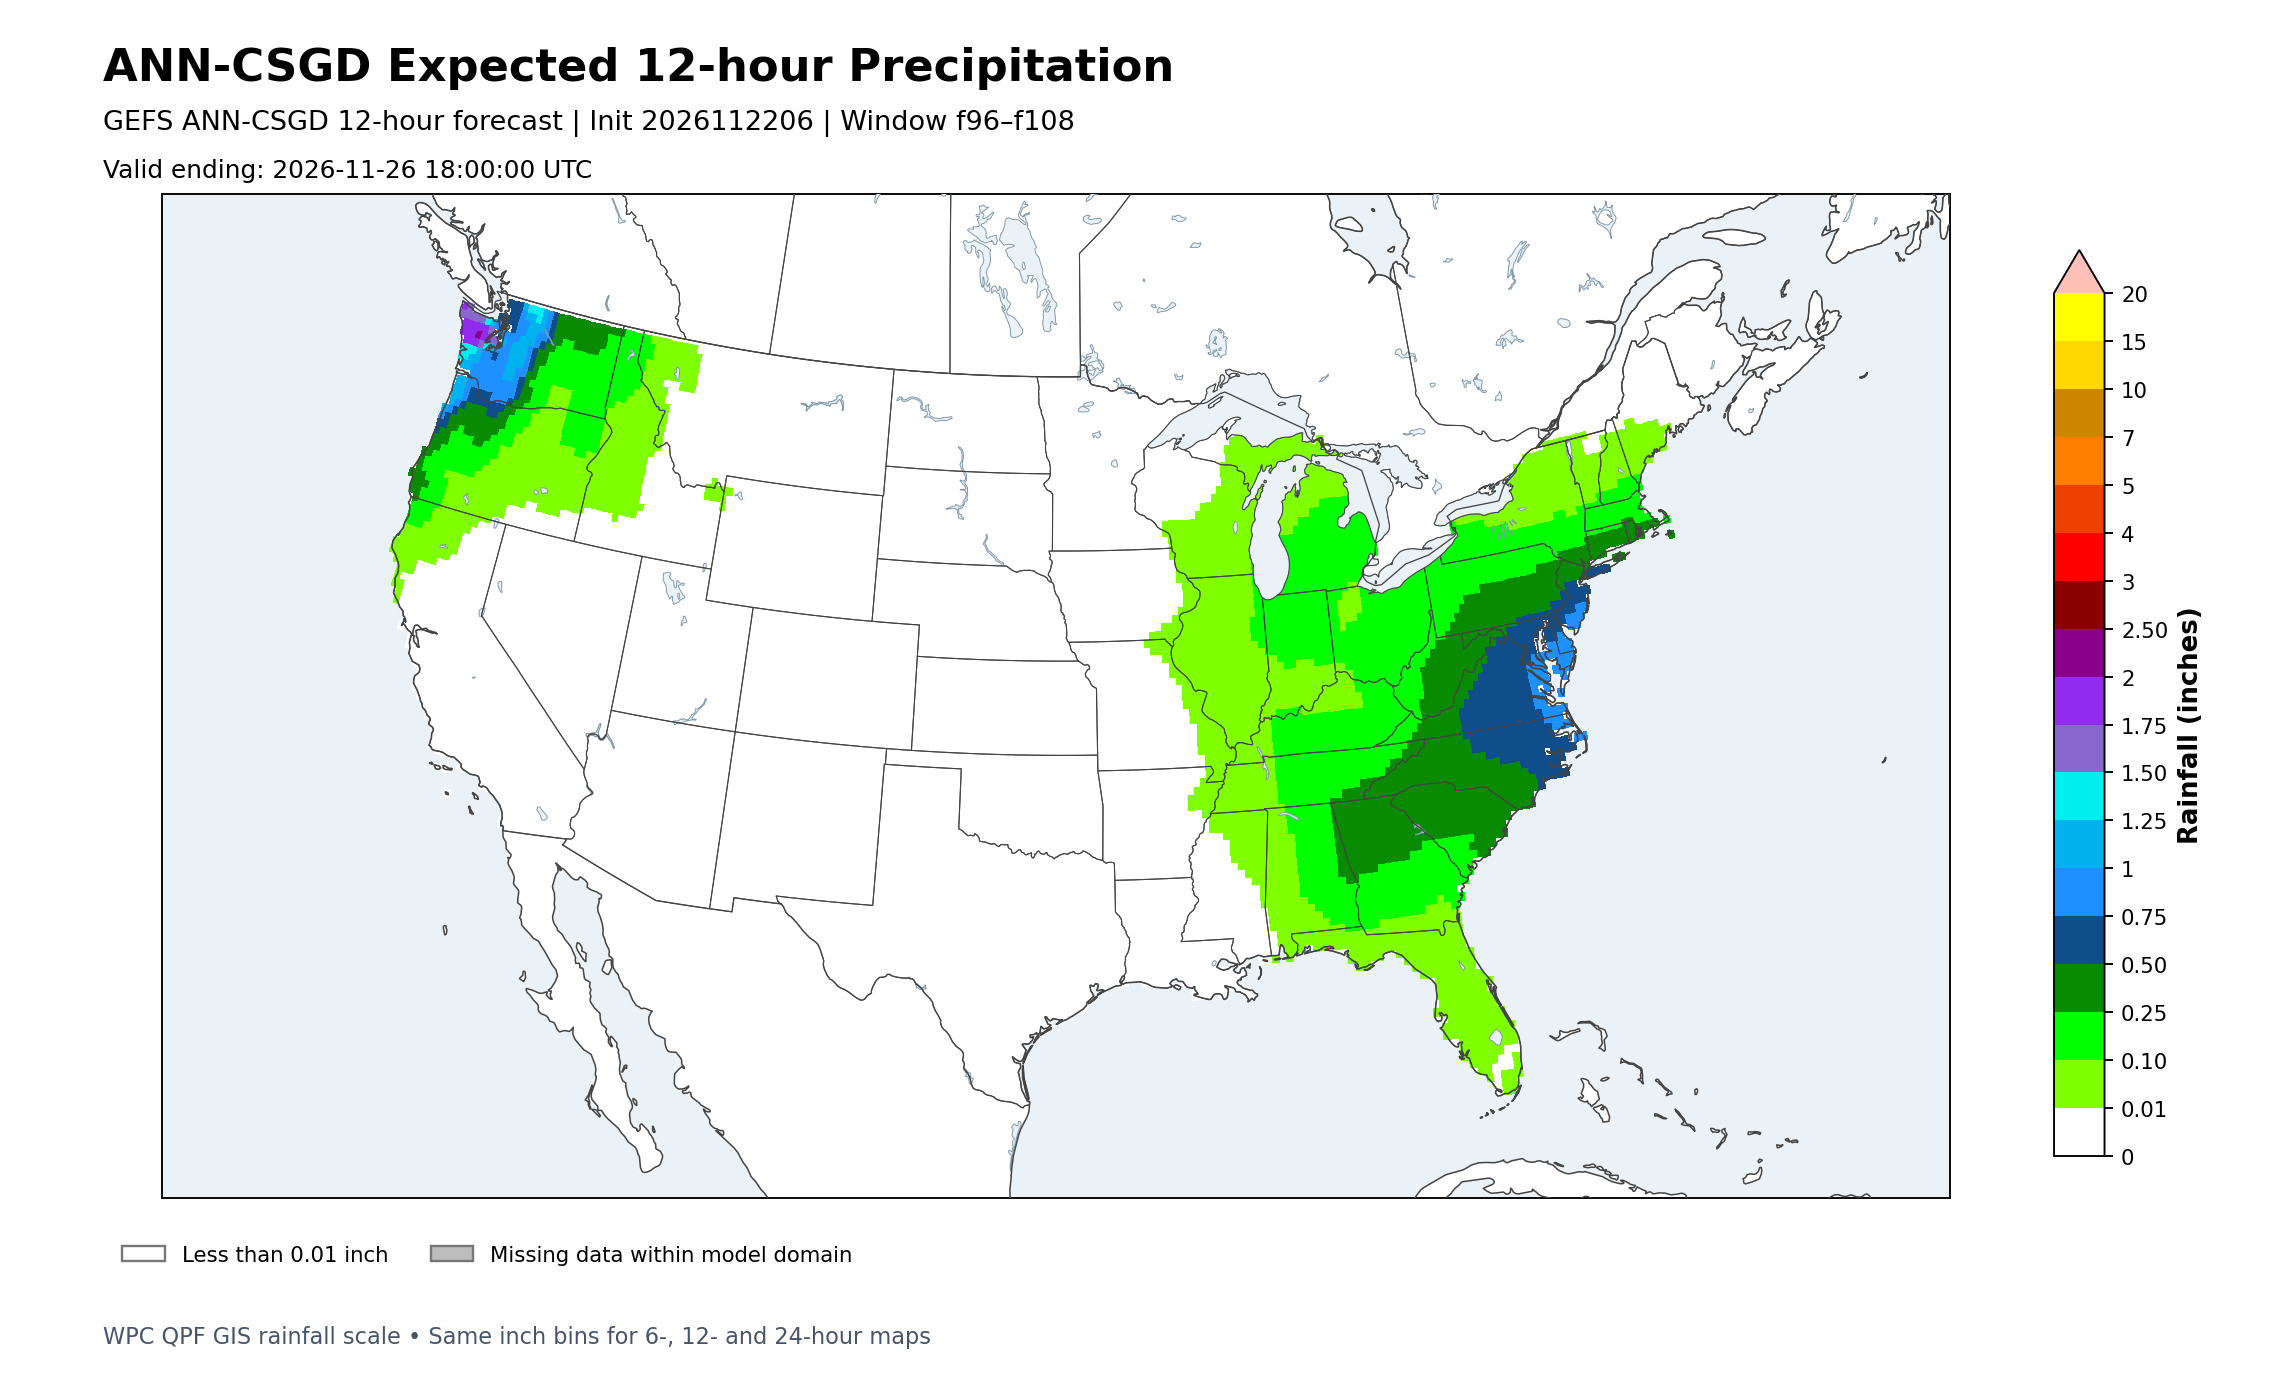 ANN-CSGD Expected 12-hour Precipitation
GEFS ANN-CSGD 12-hour forecast | Init 2026112206 | Window f96–f108
Valid ending: 2026-11-26 18:00:00 UTC
20
15
10
7
5
4
3
2.50
2
1.75
1.50
1.25
1
0.75
0.50
0.25
0.10
0.01
0
Rainfall (inches)
Less than 0.01 inch
Missing data within model domain
WPC QPF GIS rainfall scale • Same inch bins for 6-, 12- and 24-hour maps